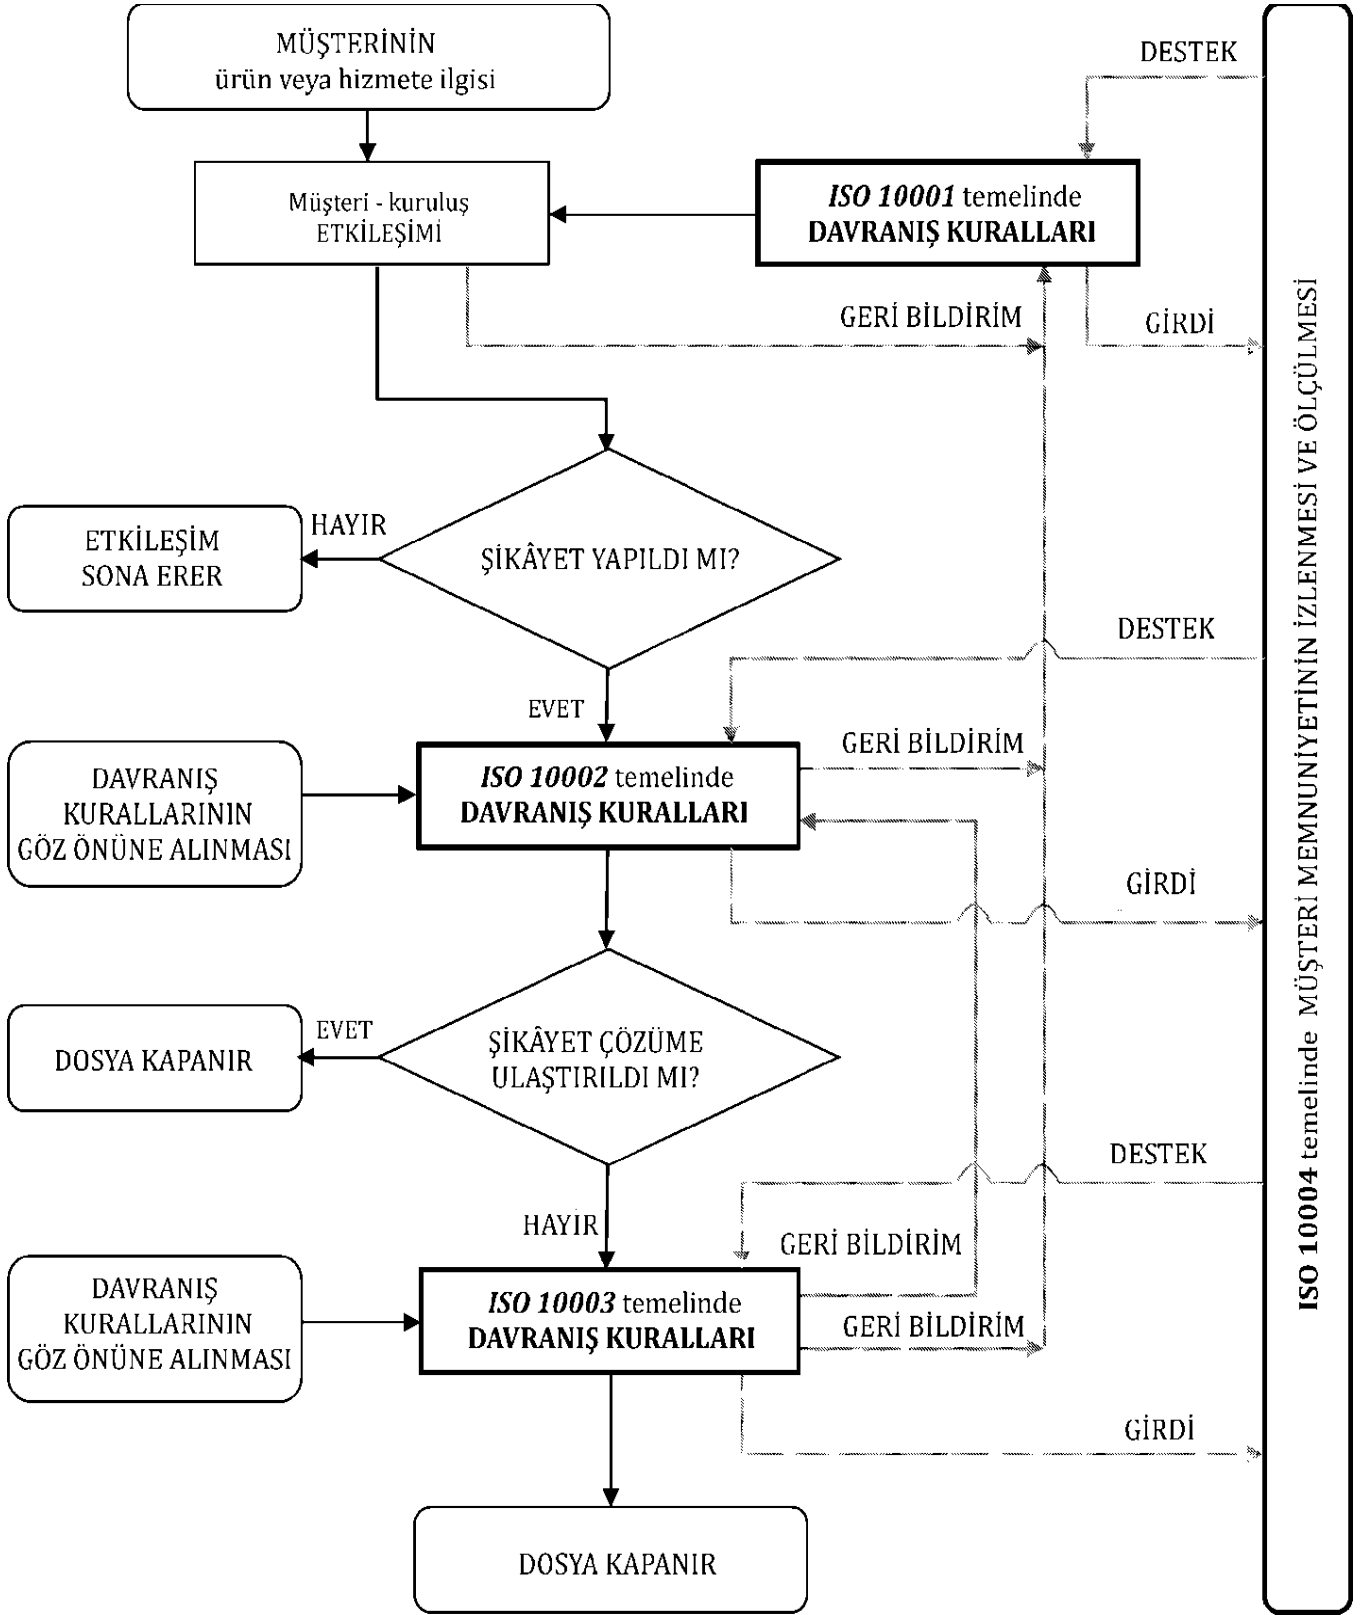 MÜŞTERİNİN
ürün veya hizmete ilgisi
DESTEK
Müşteri - kuruluş
ETKİLEŞİMİ
ISO 10001 temelinde
DAVRANIŞ KURALLARI
GERİ BİLDİRİM
GİRDİ
HAYIR
ETKİLEŞİM
SONA ERER
ŞİKÂYET YAPILDI MI?
DESTEK
EVET
GERİ BİLDİRİM
DAVRANIŞ
KURALLARININ
GÖZ ÖNÜNE ALINMASI
ISO 10002 temelinde
DAVRANIŞ KURALLARI
GİRDİ
EVET
DOSYA KAPANIR
ŞİKÂYET ÇÖZÜME
ULAŞTIRILDI MI?
DESTEK
HAYİR
GERİ BİLDİRİM
DAVRANIŞ
KURALLARININ
GÖZ ÖNÜNE ALINMASI
ISO 10003 temelinde
DAVRANIŞ KURALLARI
GERİ BİLDİRİM
GİRDİ
DOSYA KAPANIR
ISO 10004 temelinde MÜŞTERİ MEMNUNİYETİNİN İZLENMESİ VE ÖLÇÜLMESİ